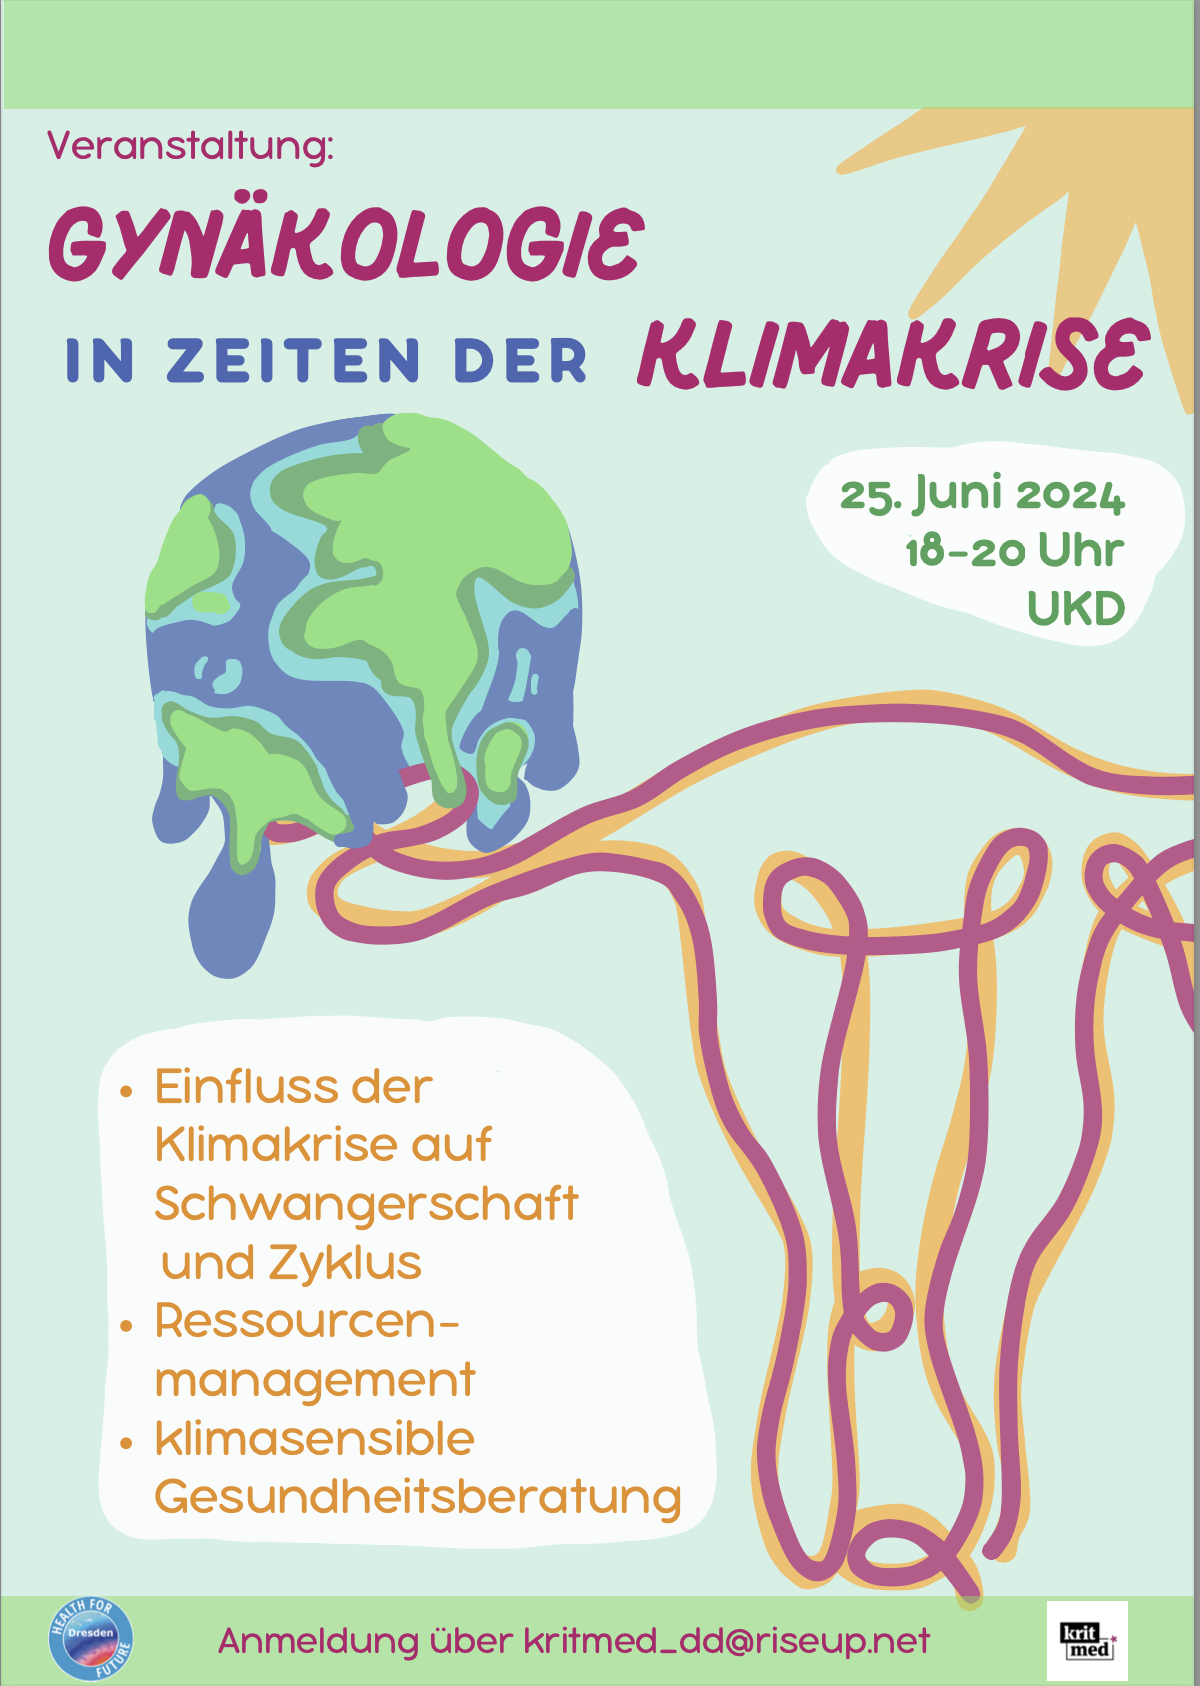 Veranstaltung:
GYNÄKOLOGIE
IN ZEITEN DER KLIMAKRISE
25. Juni 2024
18-20 Uhr
UKD
• Einfluss der
Klimakrise auf
Schwangerschaft
und Zyklus
• Ressourcen-
management
• klimasensible
Gesundheitsberatung
HEALTH FOR
Dresden
FUTURE
Anmeldung über kritmed_dd@riseup.net
krit
med*